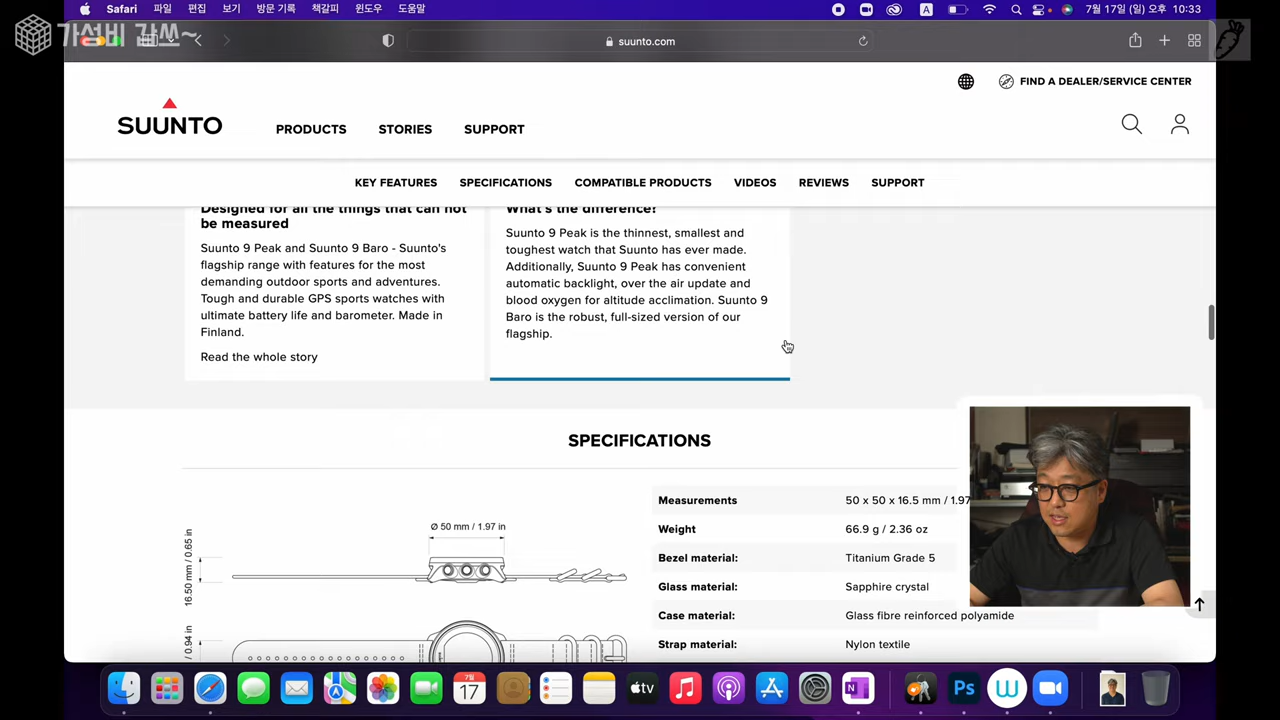 Safari 파일 편집 보기 방문 기록 책갈피 윈도우 도움말 A 7월 17일 (일) 오후 10:33
가성비 감쓰~
suunto.com
FIND A DEALER/SERVICE CENTER
SUUNTO PRODUCTS STORIES SUPPORT
KEY FEATURES SPECIFICATIONS COMPATIBLE PRODUCTS VIDEOS REVIEWS SUPPORT
Designed for all the things that can not
be measured
Suunto 9 Peak and Suunto 9 Baro - Suunto's
flagship range with features for the most
demanding outdoor sports and adventures.
Tough and durable GPS sports watches with
ultimate battery life and barometer. Made in
Finland.
Read the whole story
What's the difference?
Suunto 9 Peak is the thinnest, smallest and
toughest watch that Suunto has ever made.
Additionally, Suunto 9 Peak has convenient
automatic backlight, over the air update and
blood oxygen for altitude acclimation. Suunto 9
Baro is the robust, full-sized version of our
flagship.
SPECIFICATIONS
Ø 50 mm / 1.97 in
16.50 mm / 0.65 in
/ 0.94 in
Measurements 50 x 50 x 16.5 mm / 1.97
Weight 66.9 g / 2.36 oz
Bezel material: Titanium Grade 5
Glass material: Sapphire crystal
Case material: Glass fibre reinforced polyamide
Strap material: Nylon textile
7월
17
tv
N
Ps
W